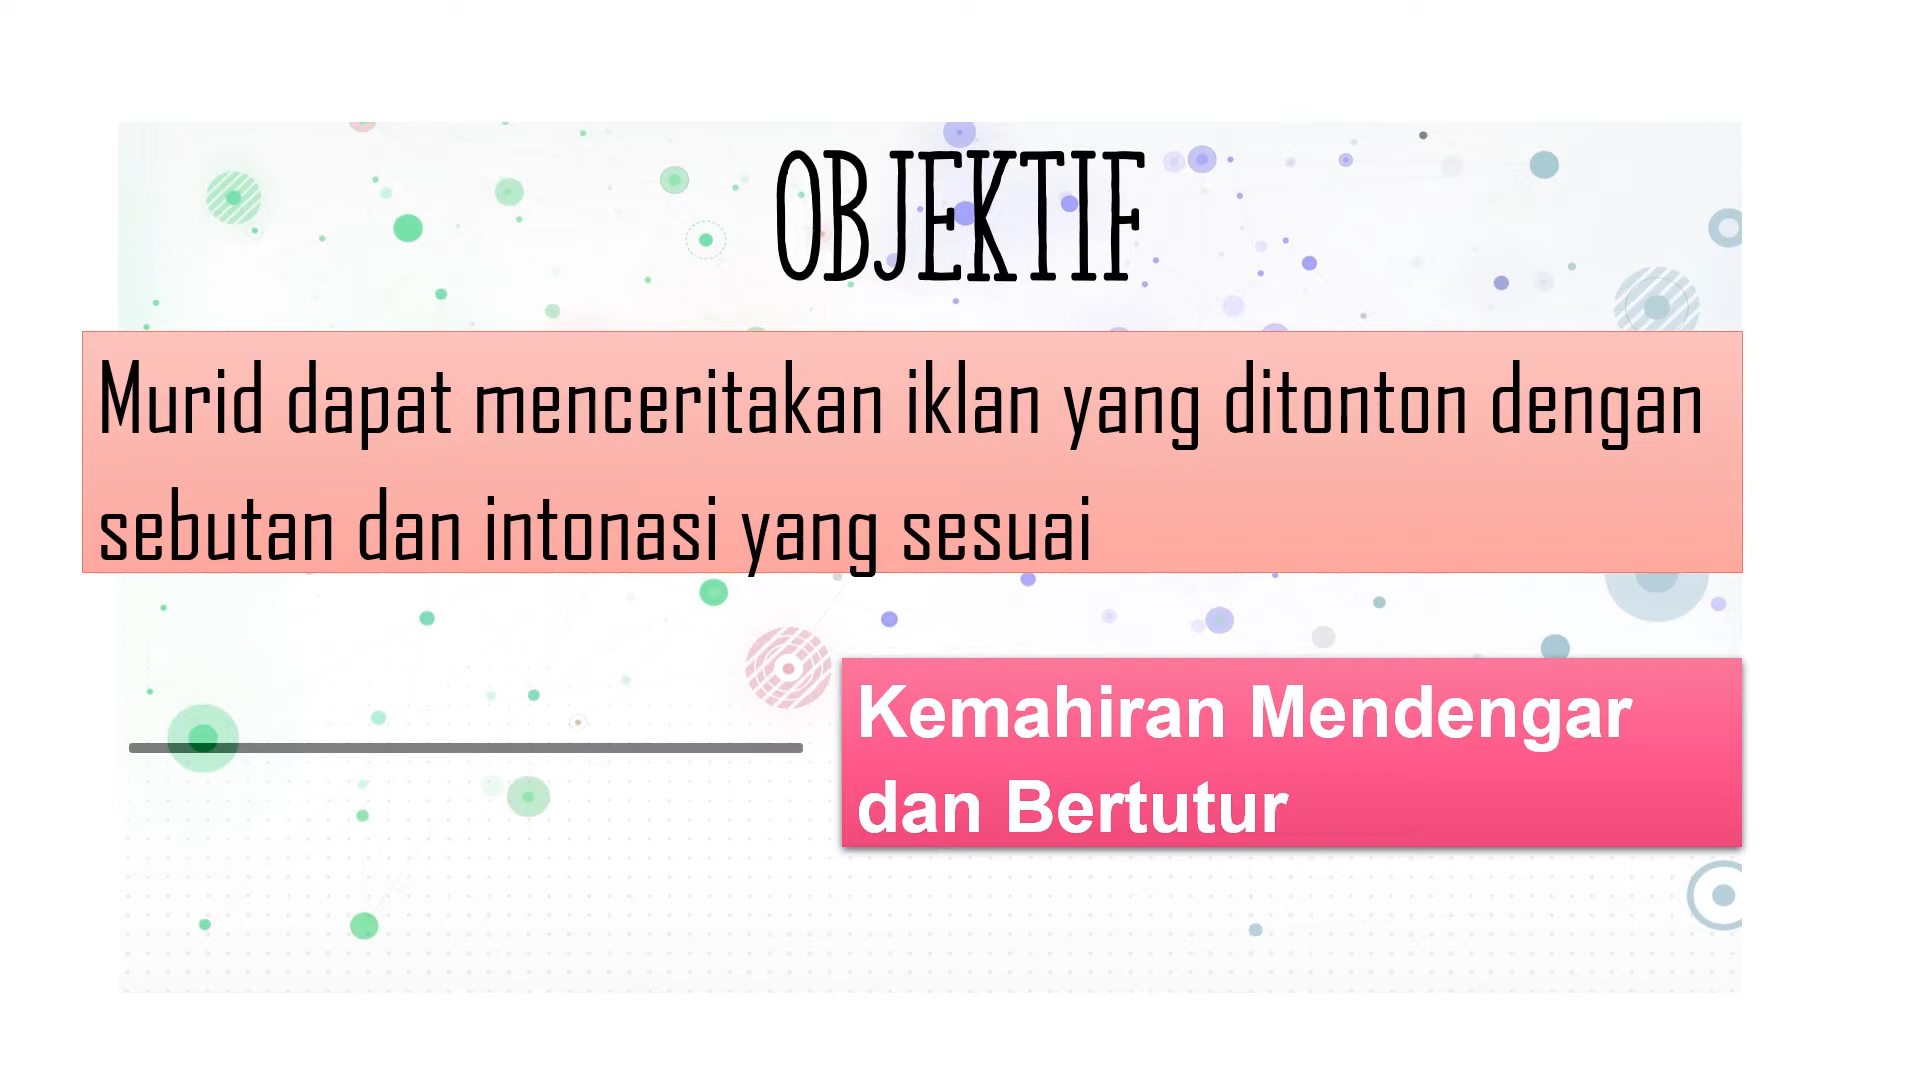 OBJEKTIF
Murid dapat menceritakan iklan yang ditonton dengan
sebutan dan intonasi yang sesuai
Kemahiran Mendengar
dan Bertutur